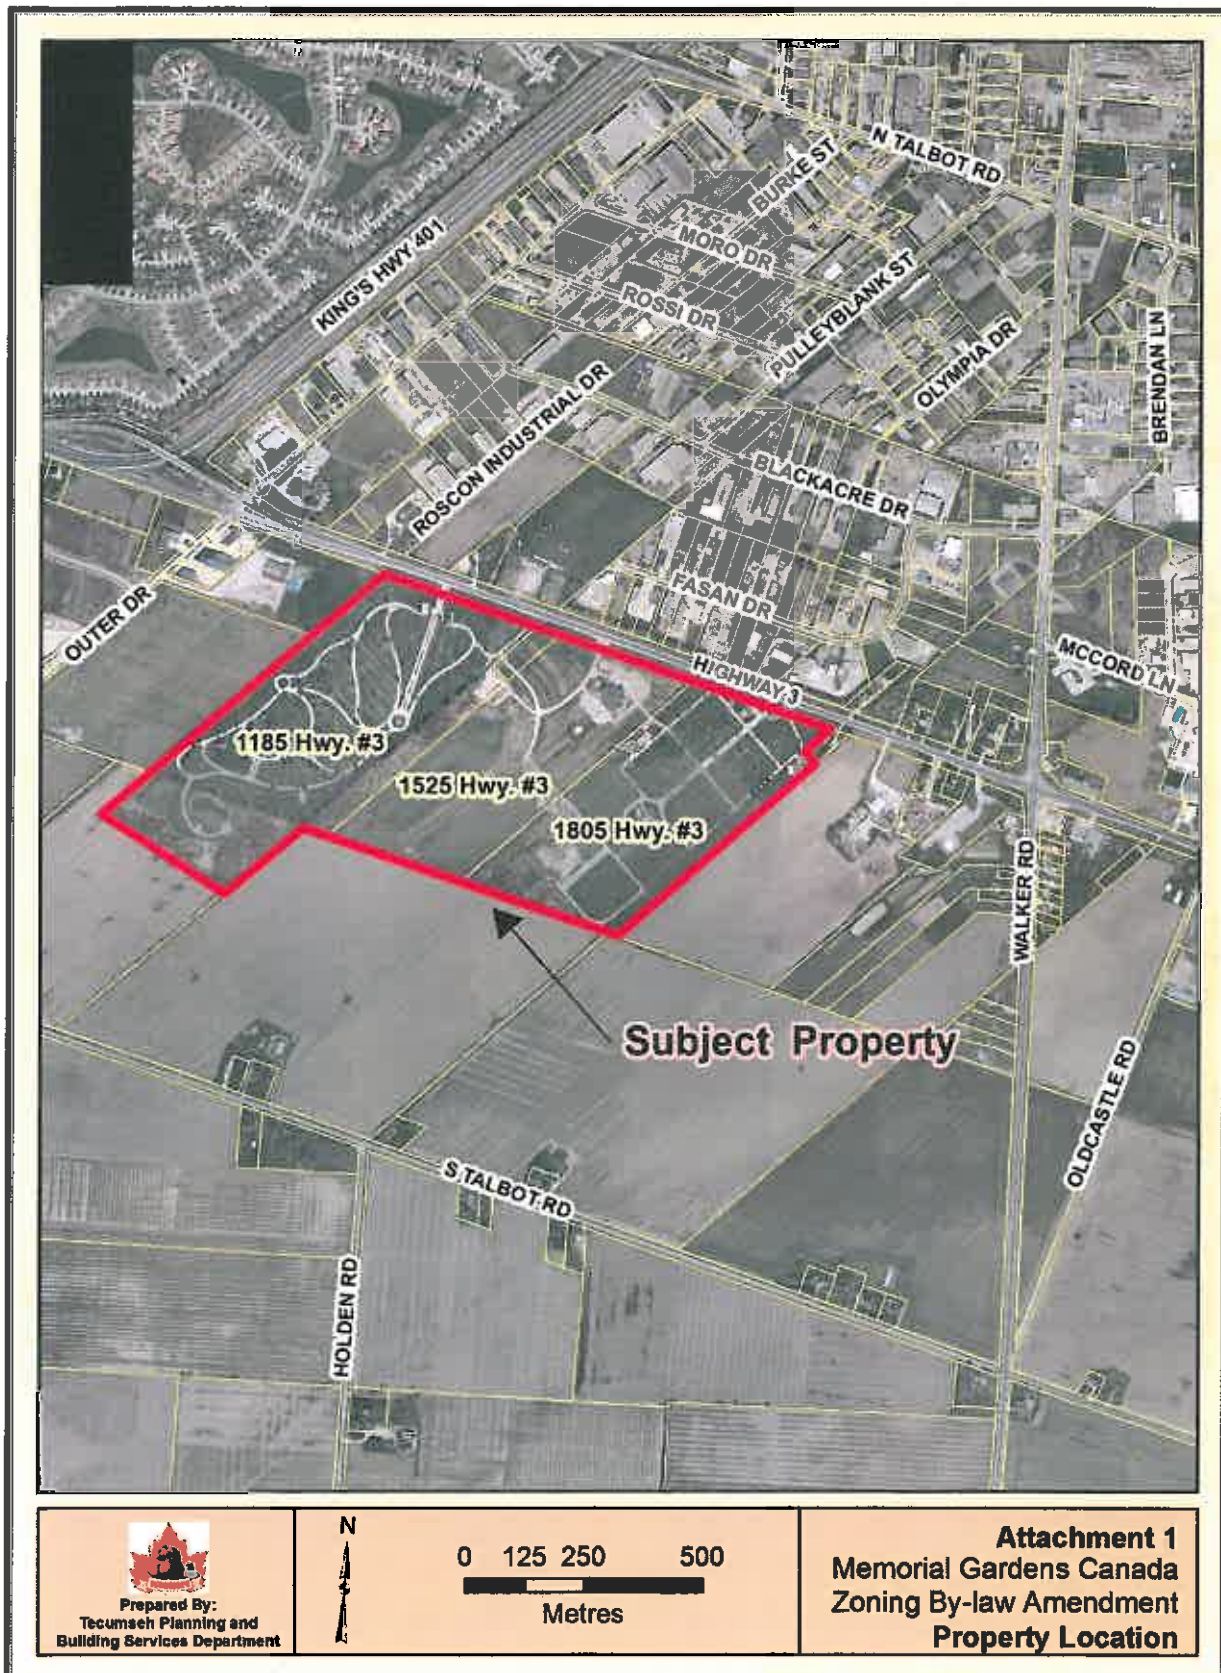 N TALBOT RD
BURKE ST
MORO DR
KING'S HWY 401
ROSSI DR
PULLEYBLANK ST
OLYMPIA DR
BRENDAN LN
ROSCON INDUSTRIAL DR
BLACKACRE DR
FASAN DR
OUTER DR
HIGHWAY 3
MCCORD LN
1185 Hwy. #3
1525 Hwy. #3
1805 Hwy. #3
WALKER RD
Subject Property
OLDCASTLE RD
S TALBOT RD
HOLDEN RD
Prepared By:
Tecumseh Planning and
Building Services Department
N
0 125 250 500
Metres
Attachment 1
Memorial Gardens Canada
Zoning By-law Amendment
Property Location